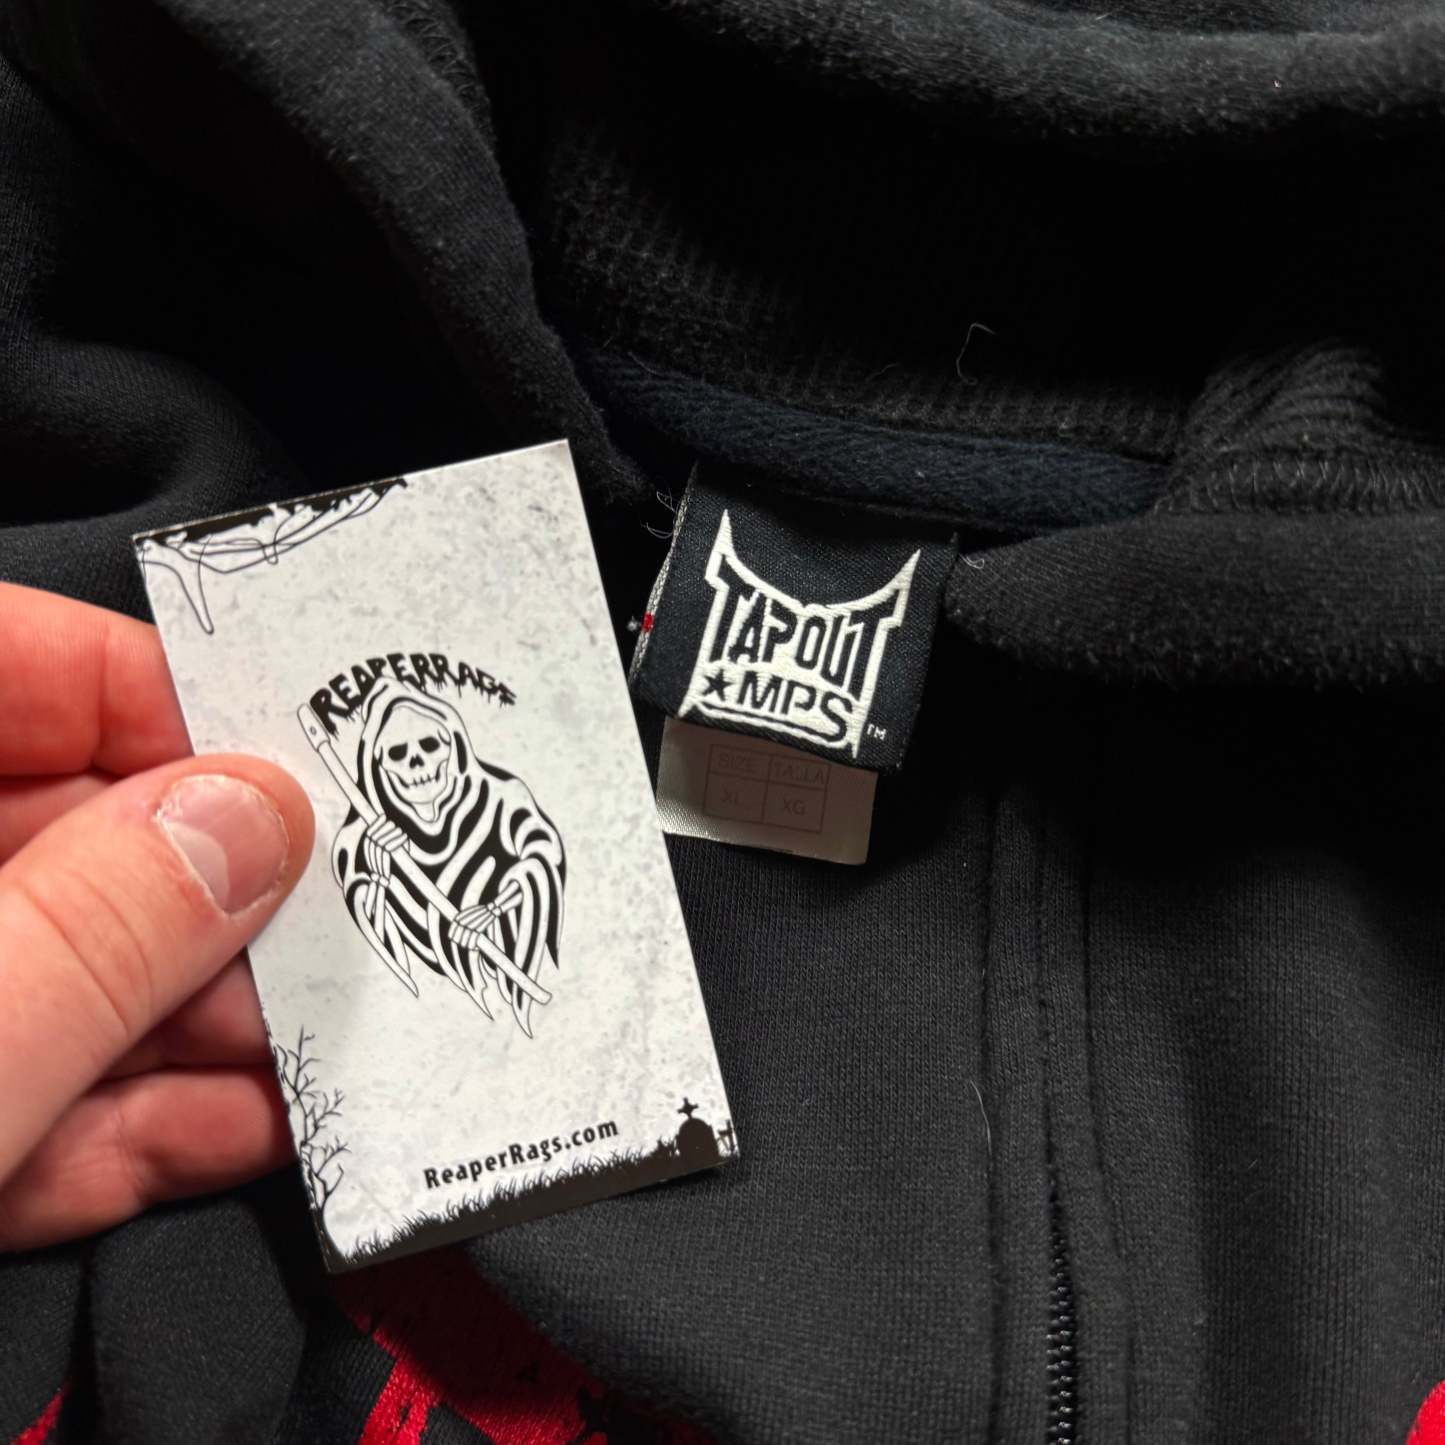 REAPERRAGS
ReaperRags.com
TAPOUT
★MPS
TM
SIZE TALLA
XL XG